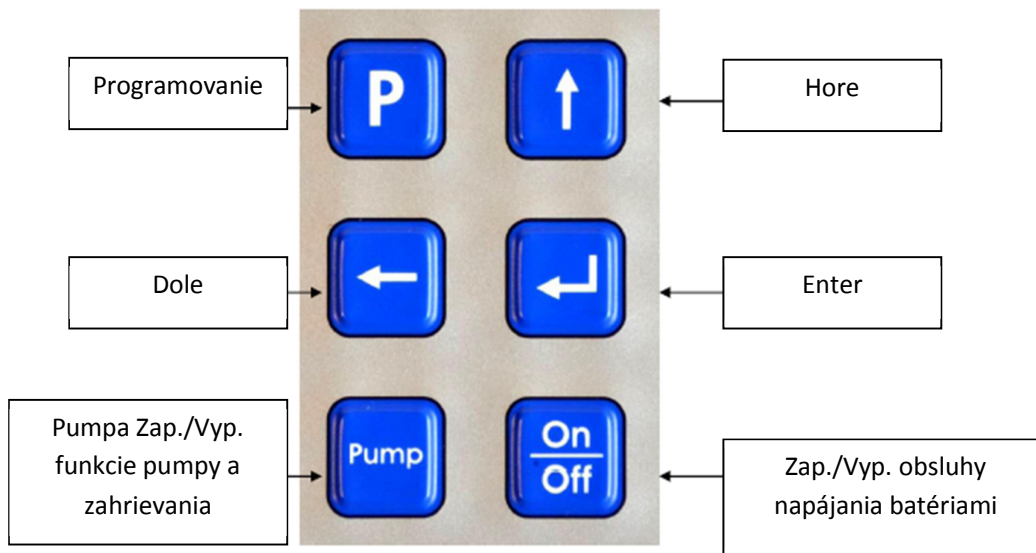 Programovanie
P
↑
Hore
Dole
←
↵
Enter
Pumpa Zap./Vyp.
funkcie pumpy a
zahrievania
Pump
On
Off
Zap./Vyp. obsluhy
napájania batériami